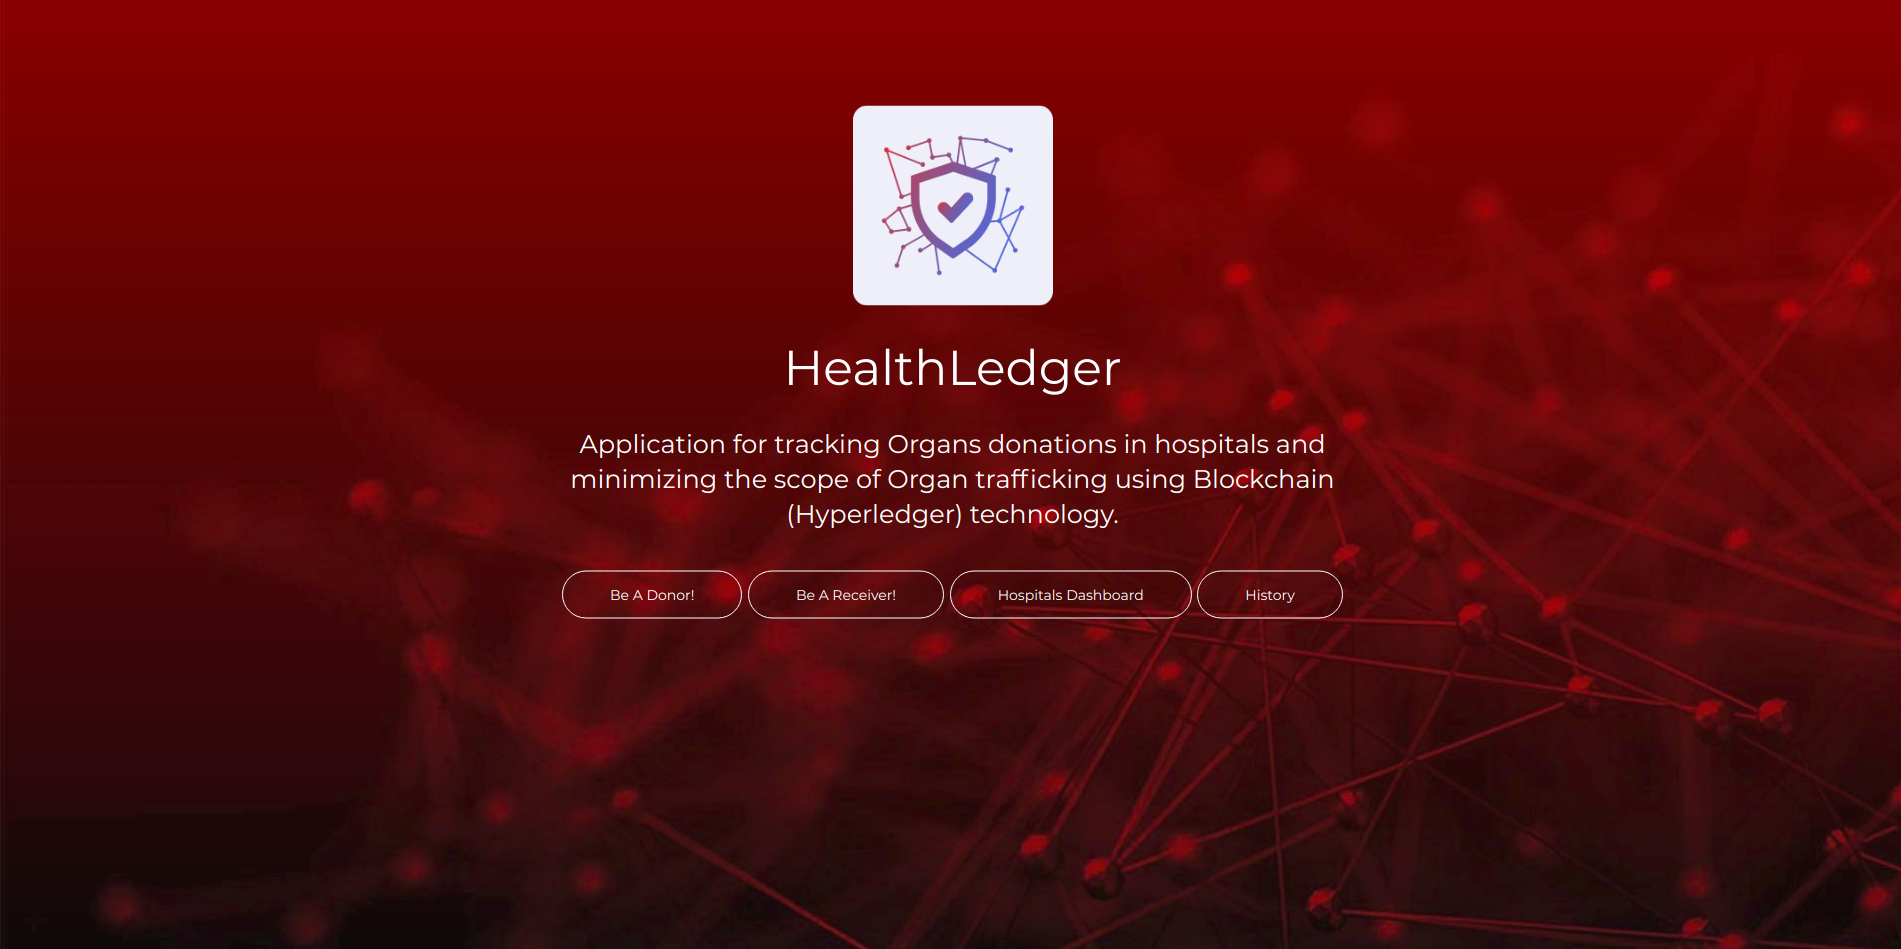 HealthLedger
Application for tracking Organs donations in hospitals and
minimizing the scope of Organ trafficking using Blockchain
(Hyperledger) technology.
Be A Donor!
Be A Receiver!
Hospitals Dashboard
History